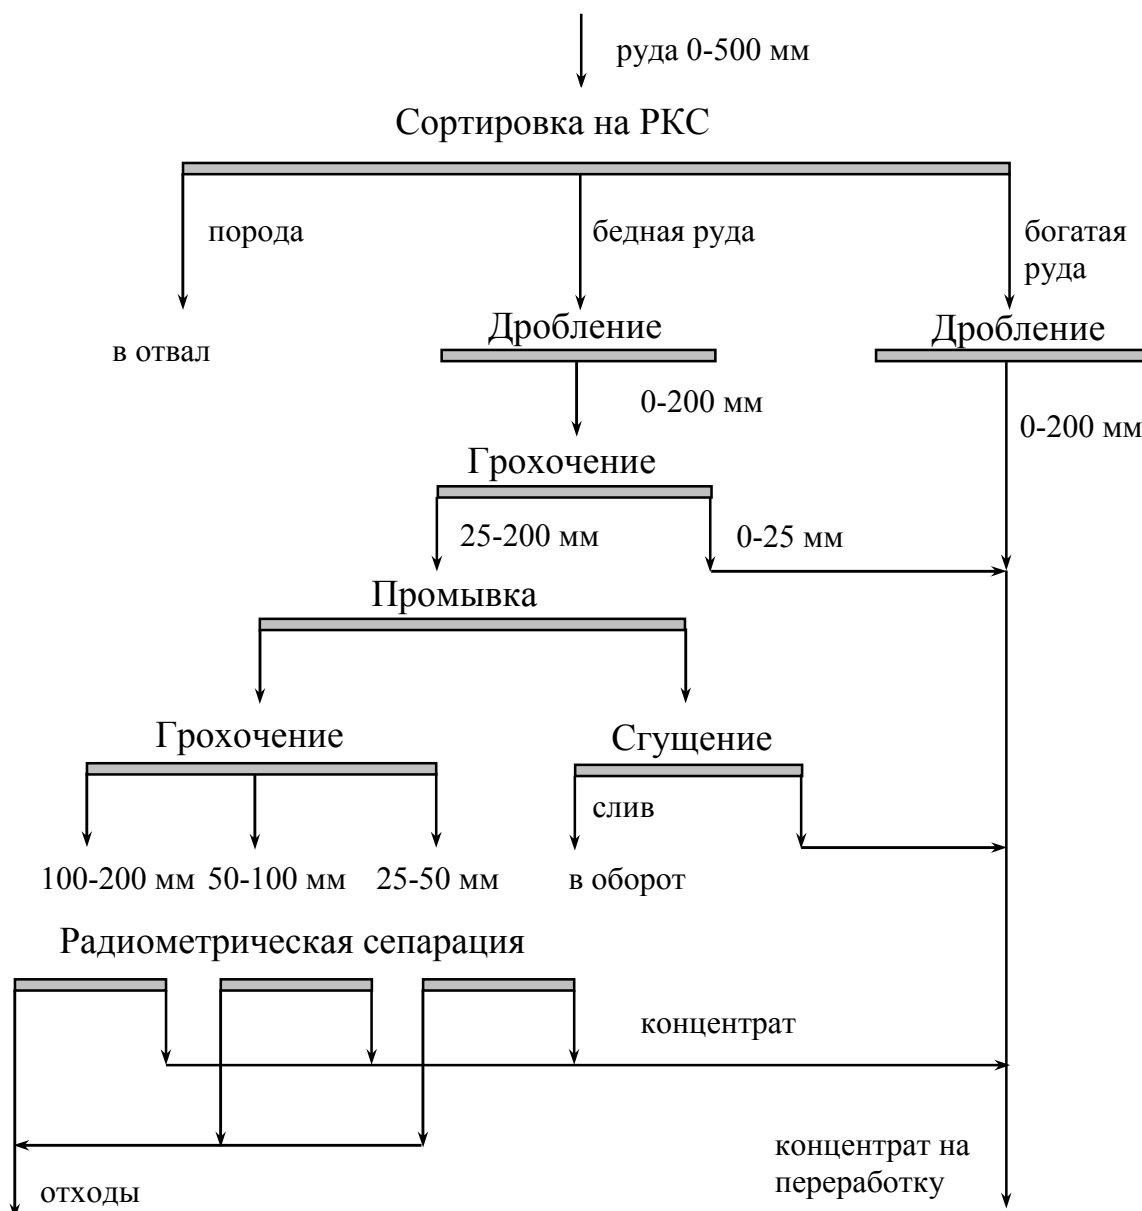 руда 0-500 мм
Сортировка на РКС
порода
бедная руда
богатая
руда
в отвал
Дробление
Дробление
0-200 мм
0-200 мм
Грохочение
25-200 мм
0-25 мм
Промывка
Грохочение
Сгущение
слив
100-200 мм
50-100 мм
25-50 мм
в оборот
Радиометрическая сепарация
концентрат
концентрат на
переработку
отходы